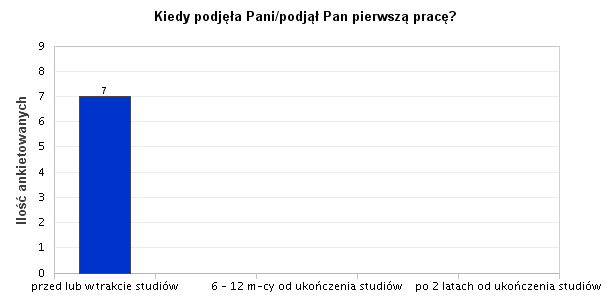 Kiedy podjęła Pani/podjął Pan pierwszą pracę?
Ilość ankietowanych
9
8
7
6
5
4
3
2
1
0
7
przed lub w trakcie studiów
6 - 12 m-cy od ukończenia studiów
po 2 latach od ukończenia studiów